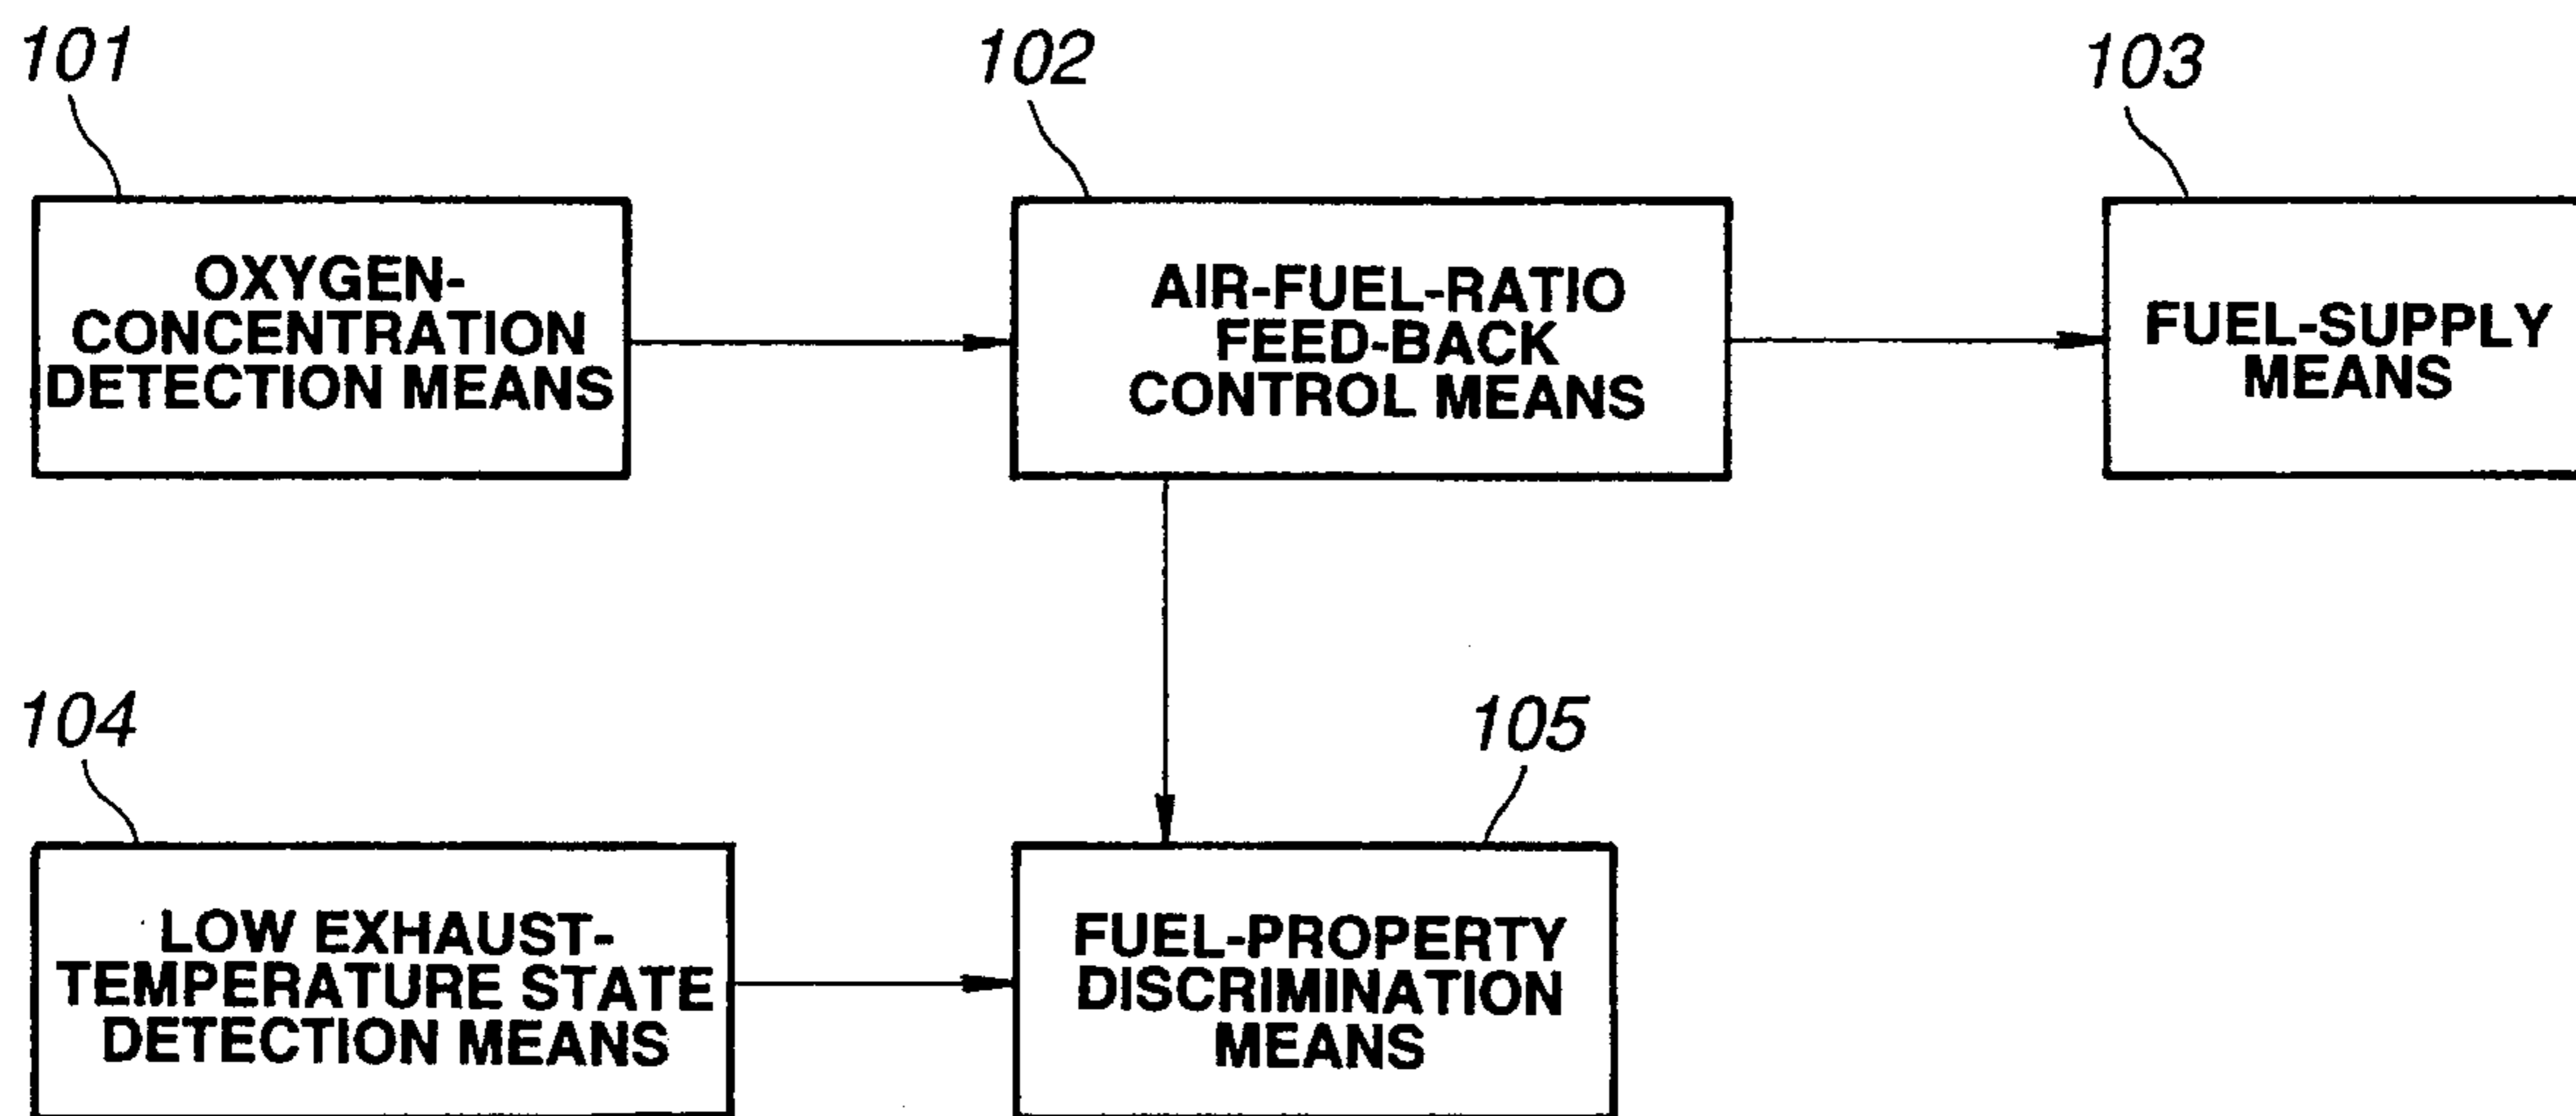 101
102
103
OXYGEN-
CONCENTRATION
DETECTION MEANS
AIR-FUEL-RATIO
FEED-BACK
CONTROL MEANS
FUEL-SUPPLY
MEANS
104
105
LOW EXHAUST-
TEMPERATURE STATE
DETECTION MEANS
FUEL-PROPERTY
DISCRIMINATION
MEANS